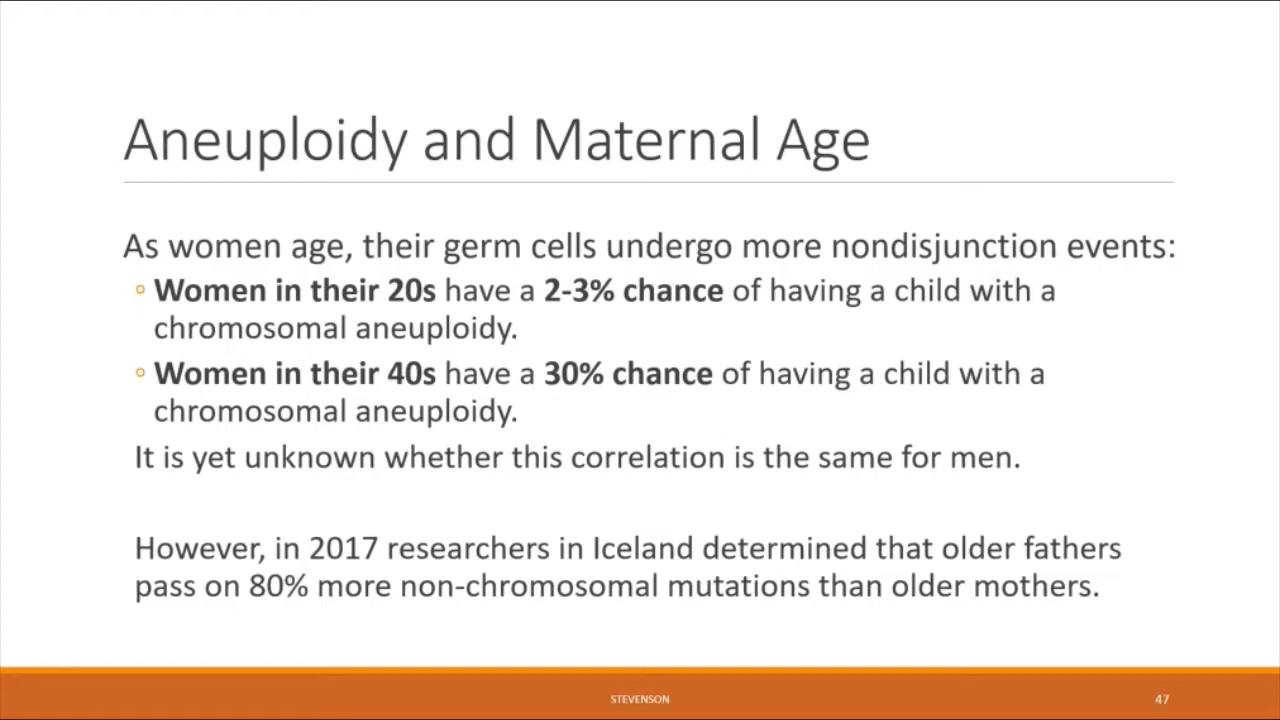 Aneuploidy and Maternal Age
As women age, their germ cells undergo more nondisjunction events:
◦ Women in their 20s have a 2-3% chance of having a child with a
chromosomal aneuploidy.
◦ Women in their 40s have a 30% chance of having a child with a
chromosomal aneuploidy.
It is yet unknown whether this correlation is the same for men.
However, in 2017 researchers in Iceland determined that older fathers
pass on 80% more non-chromosomal mutations than older mothers.
STEVENSON
47